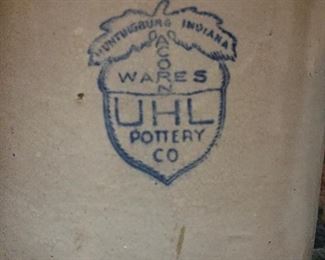 HUNTINGBURG INDIANA
ACORN
WARES
UHL
POTTERY
CO